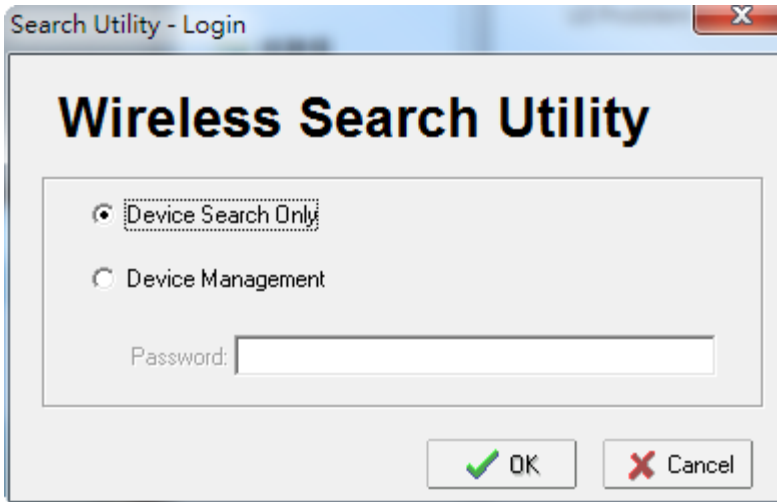 Search Utility - Login
Wireless Search Utility
Device Search Only
Device Management
Password:
OK
Cancel